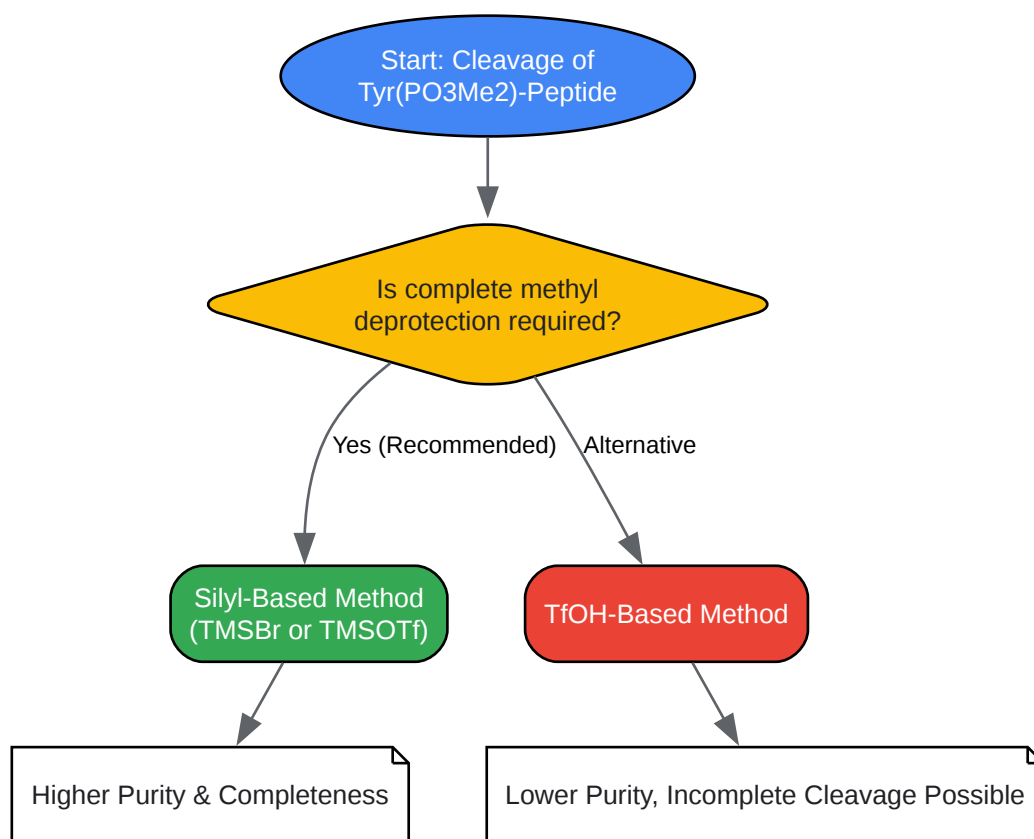 Start: Cleavage of
Tyr(PO3Me2)-Peptide
Is complete methyl
deprotection required?
Yes (Recommended)
Alternative
Silyl-Based Method
(TMSBr or TMSOTf)
TfOH-Based Method
Higher Purity & Completeness
Lower Purity, Incomplete Cleavage Possible